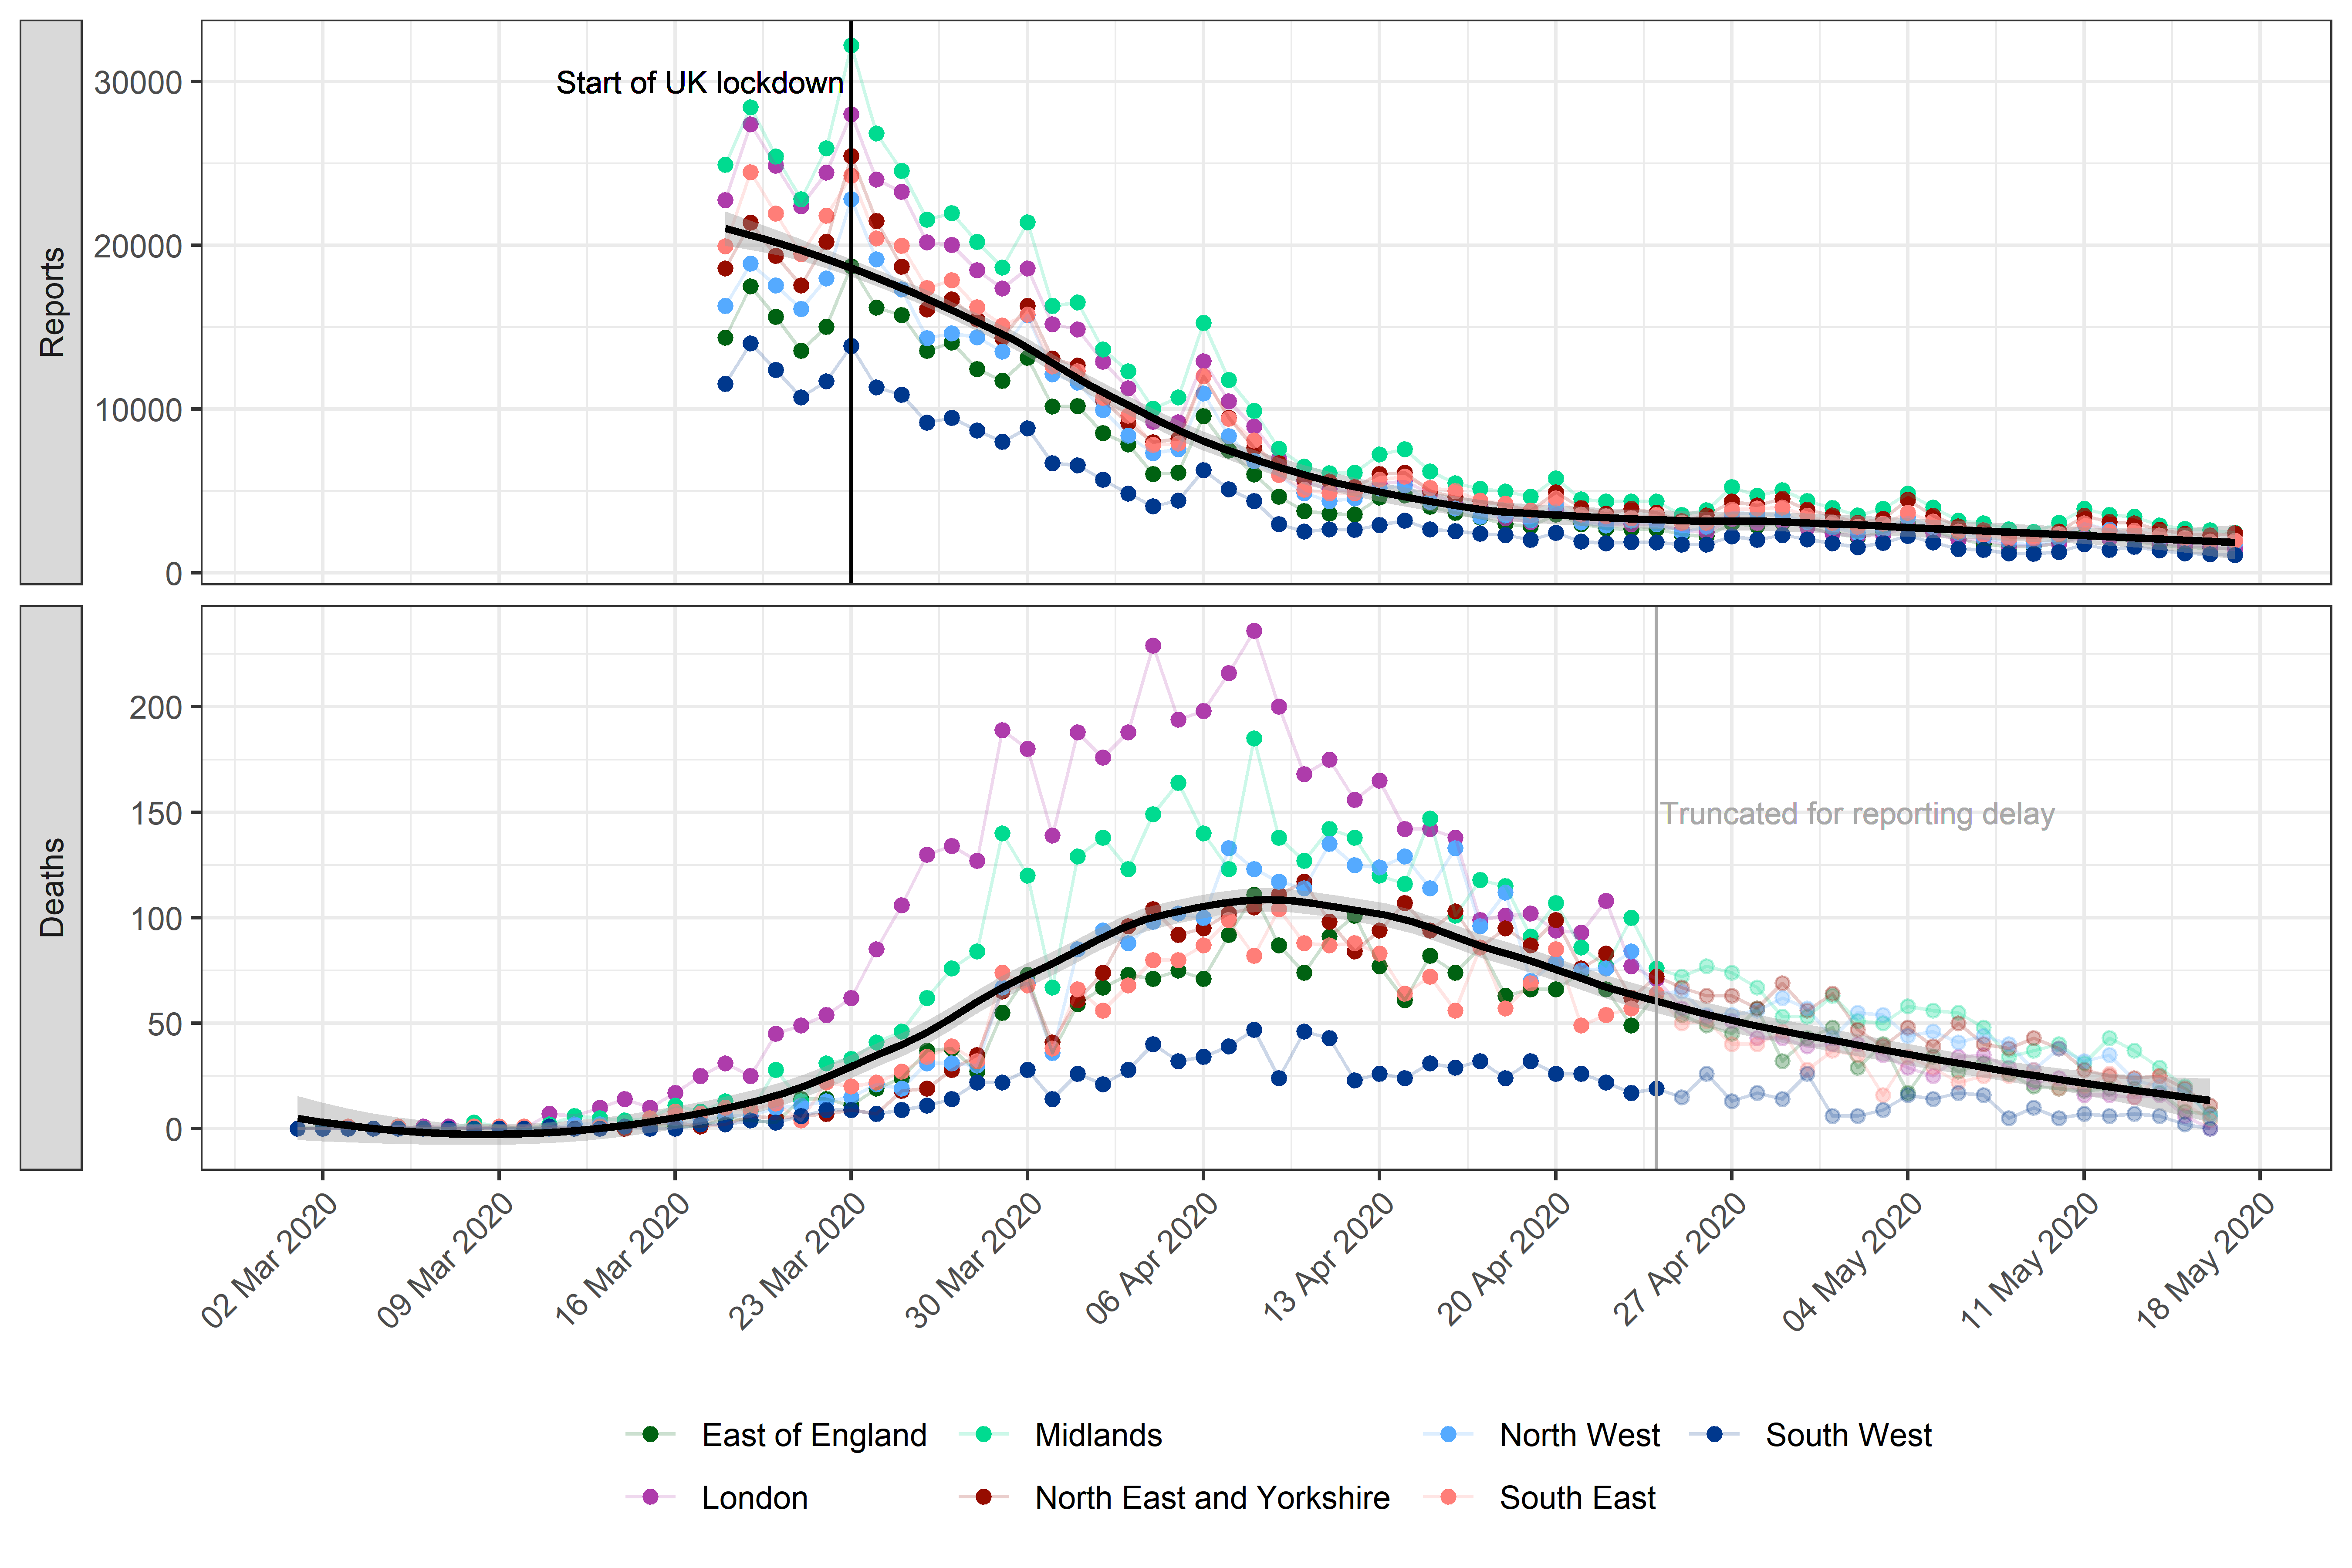 Reports
30000
20000
10000
0
Start of UK lockdown
Deaths
200
150
100
50
0
Truncated for reporting delay
02 Mar 2020
09 Mar 2020
16 Mar 2020
23 Mar 2020
30 Mar 2020
06 Apr 2020
13 Apr 2020
20 Apr 2020
27 Apr 2020
04 May 2020
11 May 2020
18 May 2020
East of England
Midlands
North West
South West
London
North East and Yorkshire
South East